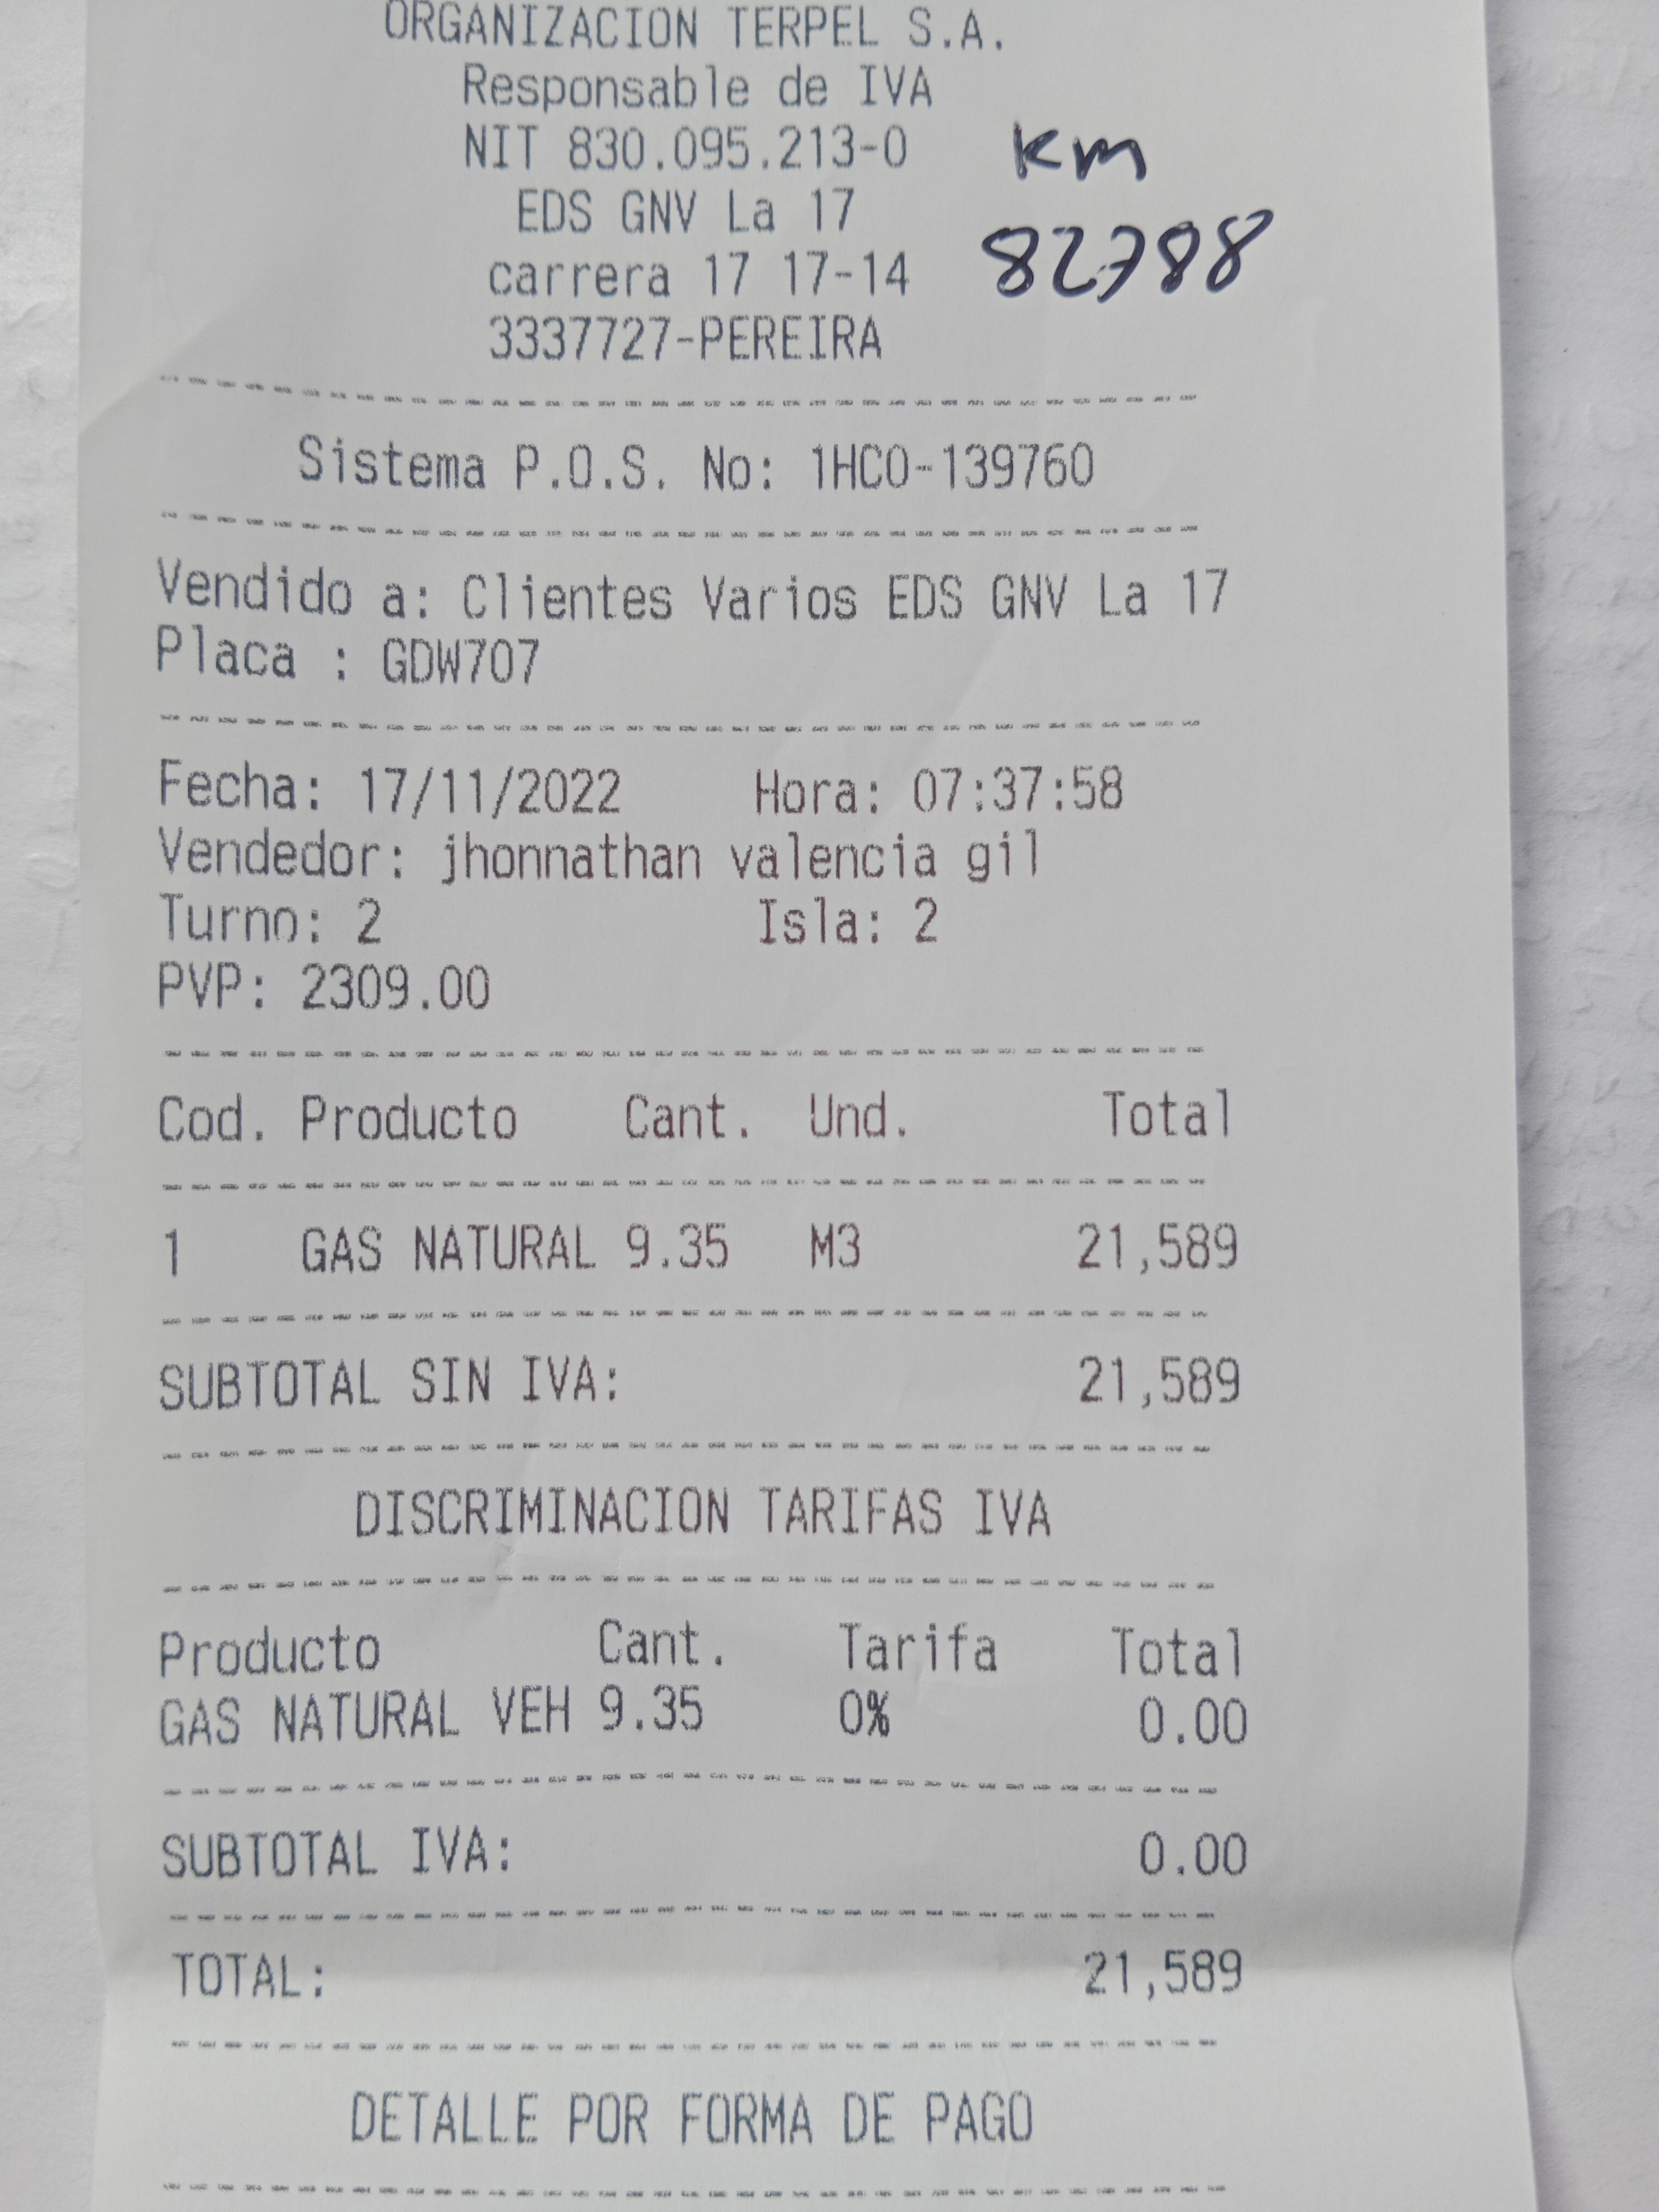 ORGANIZACION TERPEL S.A.
Responsable de IVA
NIT 830.095.213-0
km
EDS GNV La 17
82788
carrera 17 17-14
3337727-PEREIRA
Sistema P.O.S. No: 1HCO-139760
Vendido a: Clientes Varios EDS GNV La 17
Placa : GDW707
Fecha: 17/11/2022 Hora: 07:37:58
Vendedor: jhonnathan valencia gil
Turno: 2 Isla: 2
PVP: 2309.00
Cod. Producto Cant. Und. Total
1 GAS NATURAL 9.35 M3 21,589
SUBTOTAL SIN IVA: 21,589
DISCRIMINACION TARIFAS IVA
Producto Cant. Tarifa Total
GAS NATURAL VEH 9.35 0% 0.00
SUBTOTAL IVA: 0.00
TOTAL: 21,589
DETALLE POR FORMA DE PAGO